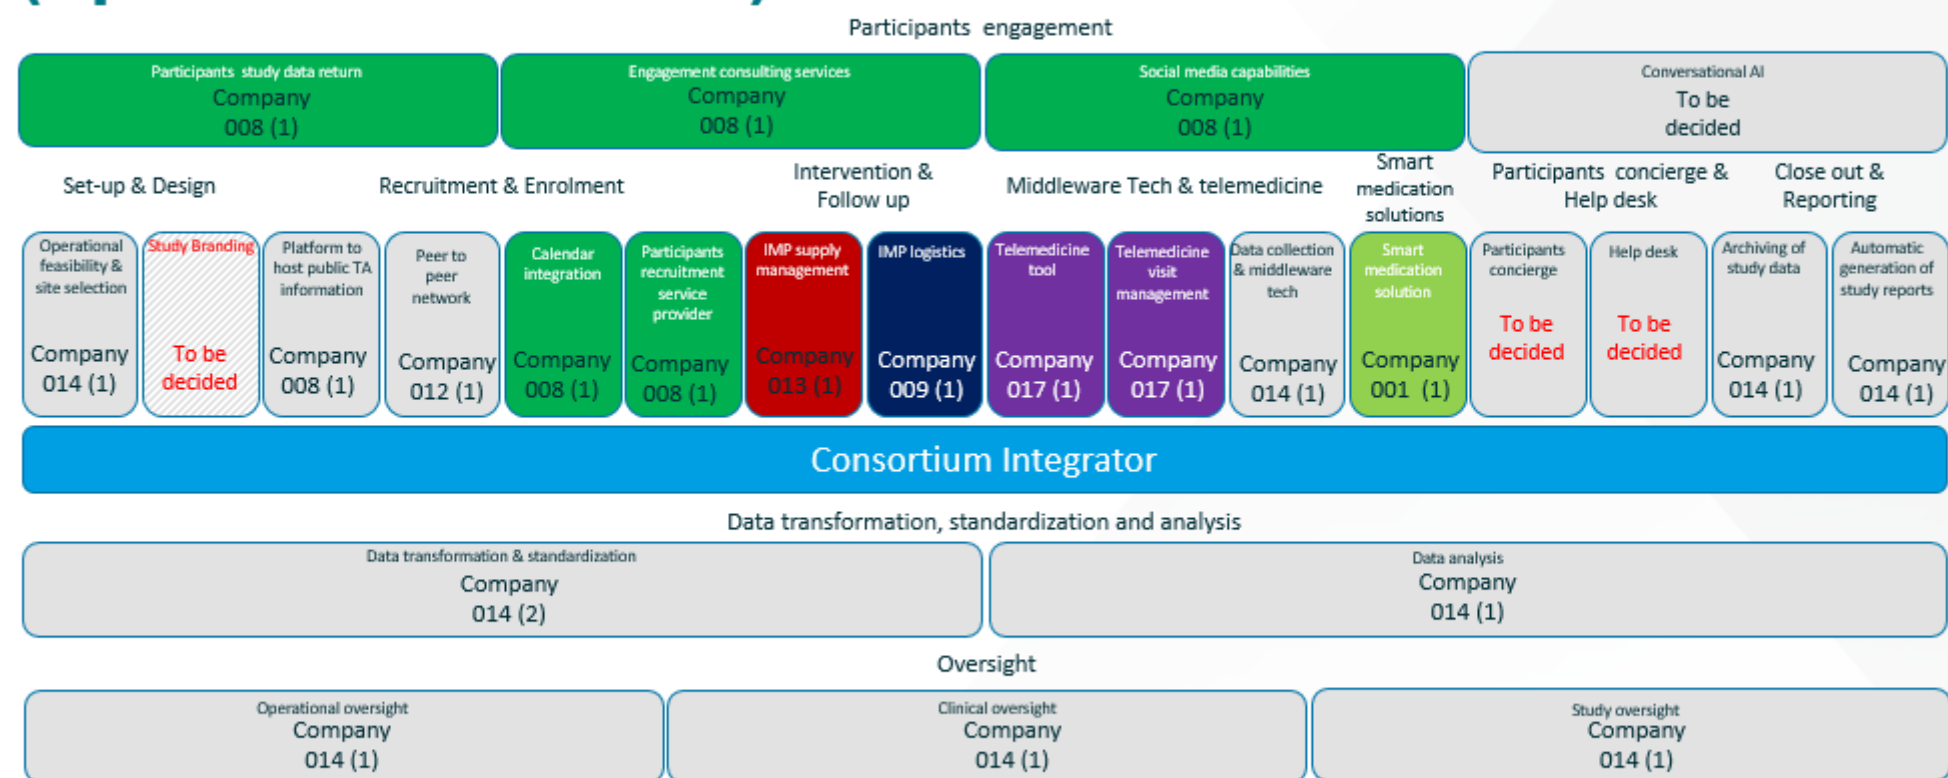 Participants engagement
Participants study data return
Company
008 (1)
Engagement consulting services
Company
008 (1)
Social media capabilities
Company
008 (1)
Conversational AI
To be
decided
Set-up & Design
Recruitment & Enrolment
Intervention &
Follow up
Middleware Tech & telemedicine
Smart
medication
solutions
Participants concierge &
Help desk
Close out &
Reporting
Operational
feasibility &
site selection
Company
014 (1)
Study Branding
To be
decided
Platform to
host public TA
information
Company
008 (1)
Peer to
peer
network
Company
012 (1)
Calendar
integration
Company
008 (1)
Participants
recruitment
service
provider
Company
008 (1)
IMP supply
management
Company
013 (1)
IMP logistics
Company
009 (1)
Telemedicine
tool
Company
017 (1)
Telemedicine
visit
management
Company
017 (1)
Data collection
& middleware
tech
Company
014 (1)
Smart
medication
solution
Company
001 (1)
Participants
concierge
To be
decided
Help desk
To be
decided
Archiving of
study data
Company
014 (1)
Automatic
generation of
study reports
Company
014 (1)
Consortium Integrator
Data transformation, standardization and analysis
Data transformation & standardization
Company
014 (2)
Data analysis
Company
014 (1)
Oversight
Operational oversight
Company
014 (1)
Clinical oversight
Company
014 (1)
Study oversight
Company
014 (1)